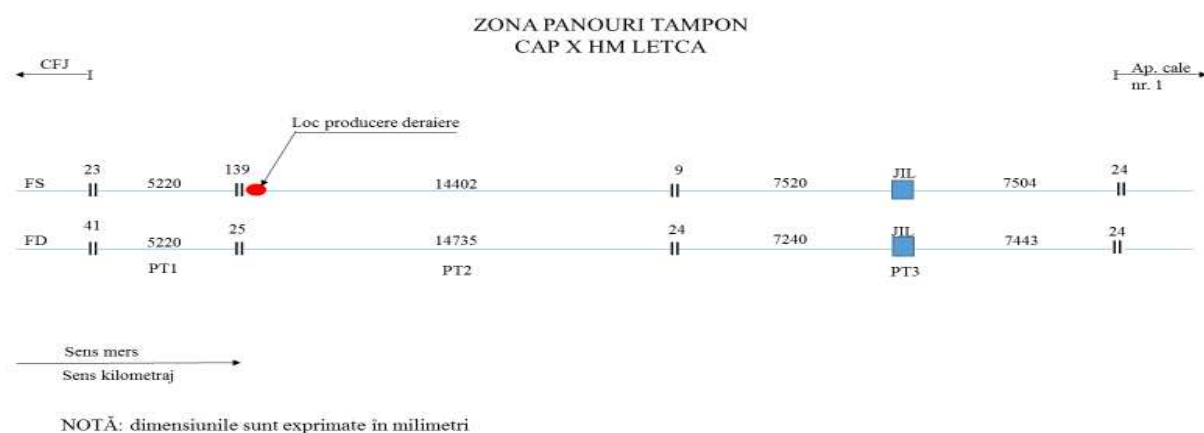 ZONA PANOURI TAMPON
CAP X HM LETCA
CFJ
Ap. cale
nr. 1
Loc producere deraiere
23 139 9 JIL 24
FS 5220 14402 7520 7504
41 25 24 JIL 24
FD 5220 14735 7240 7443
PT1 PT2 PT3
Sens mers
Sens kilometraj
NOTĂ: dimensiunile sunt exprimate în milimetri